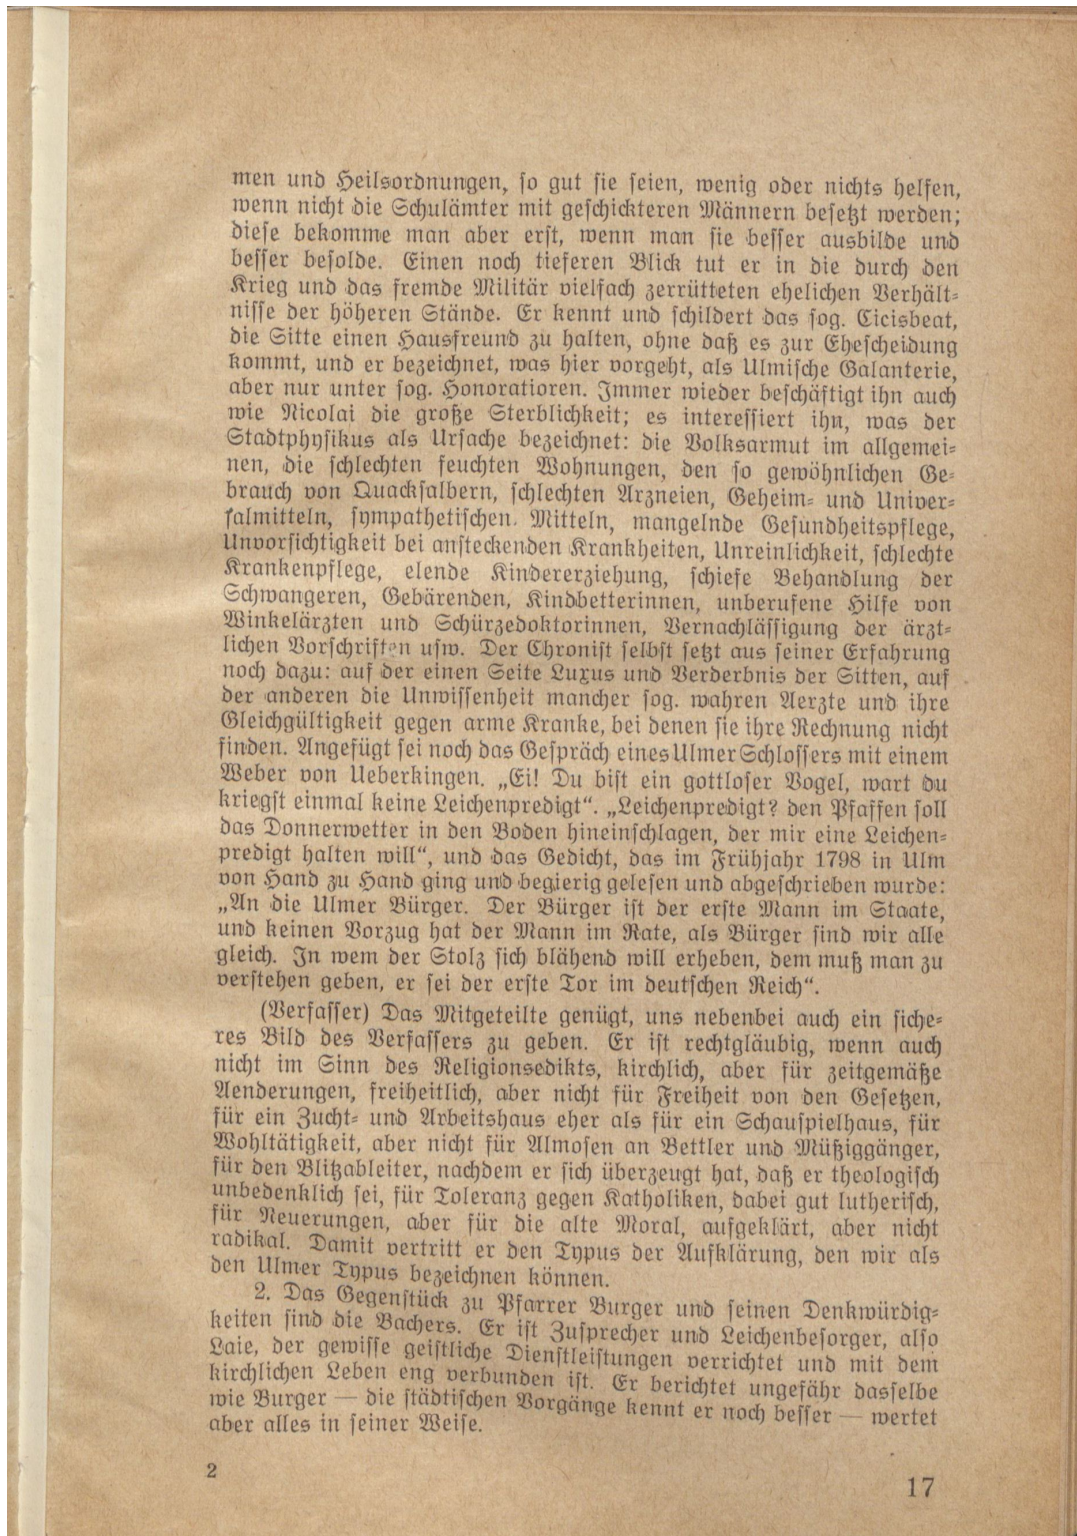 men und Heilsordnungen, so gut sie seien, wenig oder nichts helfen,
wenn nicht die Schulämter mit geschickteren Männern besetzt werden;
diese bekomme man aber erst, wenn man sie besser ausbilde und
besser besolde. Einen noch tieferen Blick tut er in die durch den
Krieg und das fremde Militär vielfach zerrütteten ehelichen Verhält-
nisse der höheren Stände. Er kennt und schildert das sog. Cicisbeat,
die Sitte einen Hausfreund zu halten, ohne daß es zur Ehescheidung
kommt, und er bezeichnet, was hier vorgeht, als Ulmische Galanterie,
aber nur unter sog. Honoratioren. Immer wieder beschäftigt ihn auch
wie Nicolai die große Sterblichkeit; es interessiert ihn, was der
Stadtphysikus als Ursache bezeichnet: die Volksarmut im allgemei-
nen, die schlechten feuchten Wohnungen, den so gewöhnlichen Ge-
brauch von Quacksalbern, schlechten Arzneien, Geheim- und Univer-
salmitteln, sympathetischen Mitteln, mangelnde Gesundheitspflege,
Unvorsichtigkeit bei ansteckenden Krankheiten, Unreinlichkeit, schlechte
Krankenpflege, elende Kindererziehung, schiefe Behandlung der
Schwangeren, Gebärenden, Kindbetterinnen, unberufene Hilfe von
Winkelärzten und Schürzedoktorinnen, Vernachlässigung der ärzt-
lichen Vorschriften usw. Der Chronist selbst setzt aus seiner Erfahrung
noch dazu: auf der einen Seite Luxus und Verderbnis der Sitten, auf
der anderen die Unwissenheit mancher sog. wahren Aerzte und ihre
Gleichgültigkeit gegen arme Kranke, bei denen sie ihre Rechnung nicht
finden. Angefügt sei noch das Gespräch eines Ulmer Schlossers mit einem
Weber von Ueberkingen. „Ei! Du bist ein gottloser Vogel, wart du
kriegst einmal keine Leichenpredigt“. „Leichenpredigt? den Pfaffen soll
das Donnerwetter in den Boden hineinschlagen, der mir eine Leichen-
predigt halten will“, und das Gedicht, das im Frühjahr 1798 in Ulm
von Hand zu Hand ging und begierig gelesen und abgeschrieben wurde:
„An die Ulmer Bürger. Der Bürger ist der erste Mann im Staate,
und keinen Vorzug hat der Mann im Rate, als Bürger sind wir alle
gleich. In wem der Stolz sich blähend will erheben, dem muß man zu
verstehen geben, er sei der erste Tor im deutschen Reich“.
(Verfasser) Das Mitgeteilte genügt, uns nebenbei auch ein siche-
res Bild des Verfassers zu geben. Er ist rechtgläubig, wenn auch
nicht im Sinn des Religionsedikts, kirchlich, aber für zeitgemäße
Aenderungen, freiheitlich, aber nicht für Freiheit von den Gesetzen,
für ein Zucht- und Arbeitshaus eher als für ein Schauspielhaus, für
Wohltätigkeit, aber nicht für Almosen an Bettler und Müßiggänger,
für den Blitzableiter, nachdem er sich überzeugt hat, daß er theologisch
unbedenklich sei, für Toleranz gegen Katholiken, dabei gut lutherisch,
für Neuerungen, aber für die alte Moral, aufgeklärt, aber nicht
radikal. Damit vertritt er den Typus der Aufklärung, den wir als
den Ulmer Typus bezeichnen können.
2. Das Gegenstück zu Pfarrer Burger und seinen Denkwürdig-
keiten sind die Bachers. Er ist Zusprecher und Leichenbesorger, also
Laie, der gewisse geistliche Dienstleistungen verrichtet und mit dem
kirchlichen Leben eng verbunden ist. Er berichtet ungefähr dasselbe
wie Burger — die städtischen Vorgänge kennt er noch besser — wertet
aber alles in seiner Weise.
2
17